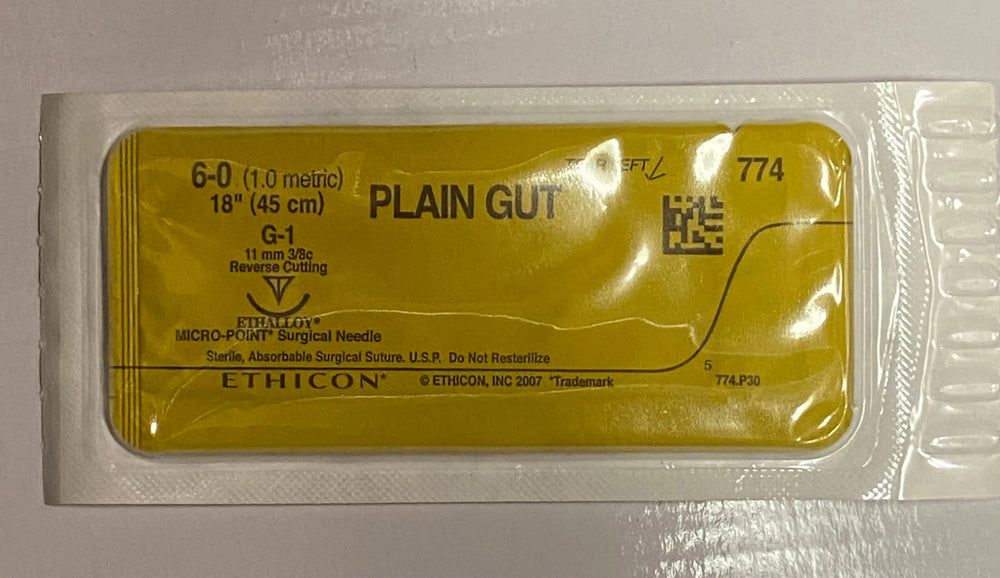 6-0 (1.0 metric)
18" (45 cm)
PLAIN GUT
774
G-1
11 mm 3/8c
Reverse Cutting
ETHALLOY*
MICRO-POINT* Surgical Needle
Sterile, Absorbable Surgical Suture. U.S.P. Do Not Resterilize
ETHICON* © ETHICON, INC 2007 *Trademark
5
774.P30